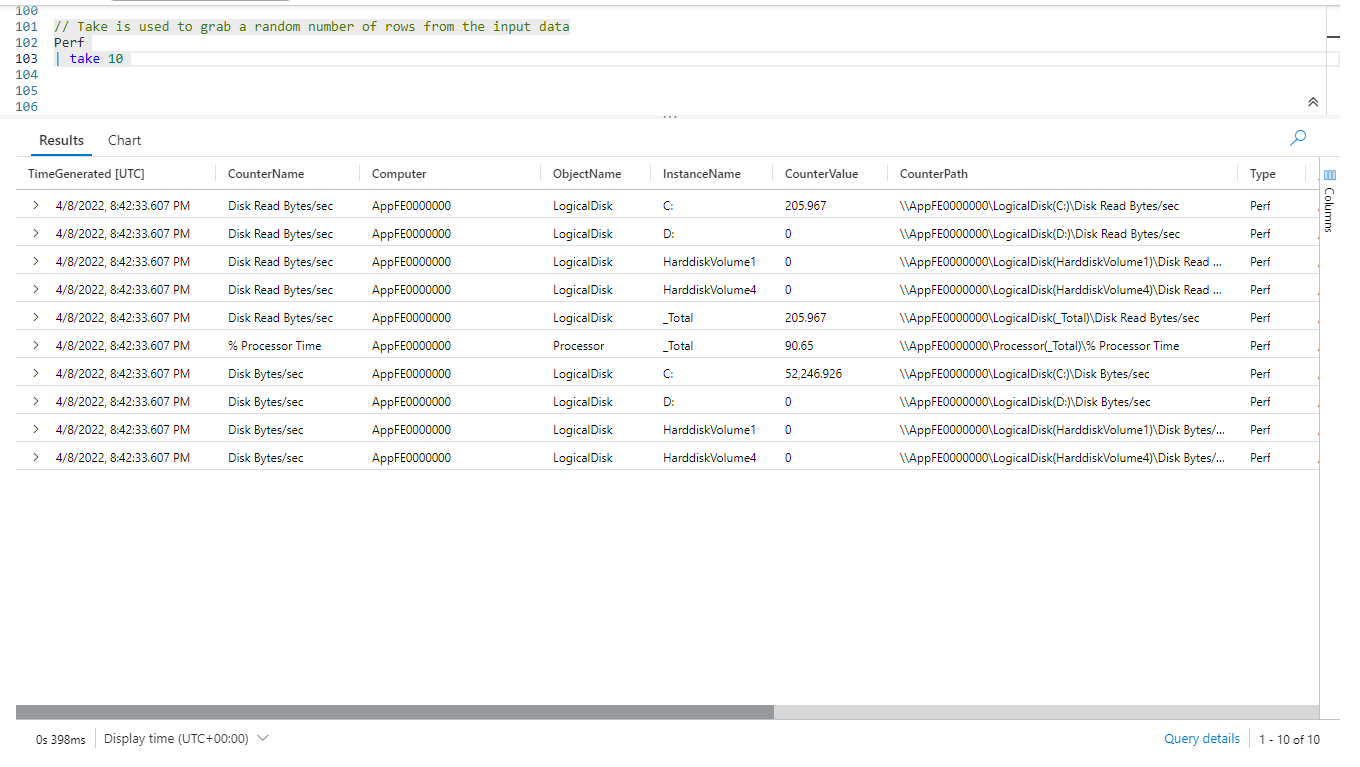 100
101 // Take is used to grab a random number of rows from the input data
102 Perf
103 | take 10
104
105
106
...
Results Chart
TimeGenerated [UTC] CounterName Computer ObjectName InstanceName CounterValue CounterPath Type
Columns
4/8/2022, 8:42:33.607 PM Disk Read Bytes/sec AppFE0000000 LogicalDisk C: 205.967 \\AppFE0000000\LogicalDisk(C:)\Disk Read Bytes/sec Perf
4/8/2022, 8:42:33.607 PM Disk Read Bytes/sec AppFE0000000 LogicalDisk D: 0 \\AppFE0000000\LogicalDisk(D:)\Disk Read Bytes/sec Perf
4/8/2022, 8:42:33.607 PM Disk Read Bytes/sec AppFE0000000 LogicalDisk HarddiskVolume1 0 \\AppFE0000000\LogicalDisk(HarddiskVolume1)\Disk Read ... Perf
4/8/2022, 8:42:33.607 PM Disk Read Bytes/sec AppFE0000000 LogicalDisk HarddiskVolume4 0 \\AppFE0000000\LogicalDisk(HarddiskVolume4)\Disk Read ... Perf
4/8/2022, 8:42:33.607 PM Disk Read Bytes/sec AppFE0000000 LogicalDisk _Total 205.967 \\AppFE0000000\LogicalDisk(_Total)\Disk Read Bytes/sec Perf
4/8/2022, 8:42:33.607 PM % Processor Time AppFE0000000 Processor _Total 90.65 \\AppFE0000000\Processor(_Total)\% Processor Time Perf
4/8/2022, 8:42:33.607 PM Disk Bytes/sec AppFE0000000 LogicalDisk C: 52,246.926 \\AppFE0000000\LogicalDisk(C:)\Disk Bytes/sec Perf
4/8/2022, 8:42:33.607 PM Disk Bytes/sec AppFE0000000 LogicalDisk D: 0 \\AppFE0000000\LogicalDisk(D:)\Disk Bytes/sec Perf
4/8/2022, 8:42:33.607 PM Disk Bytes/sec AppFE0000000 LogicalDisk HarddiskVolume1 0 \\AppFE0000000\LogicalDisk(HarddiskVolume1)\Disk Bytes/... Perf
4/8/2022, 8:42:33.607 PM Disk Bytes/sec AppFE0000000 LogicalDisk HarddiskVolume4 0 \\AppFE0000000\LogicalDisk(HarddiskVolume4)\Disk Bytes/... Perf
0s 398ms Display time (UTC+00:00) Query details 1 - 10 of 10